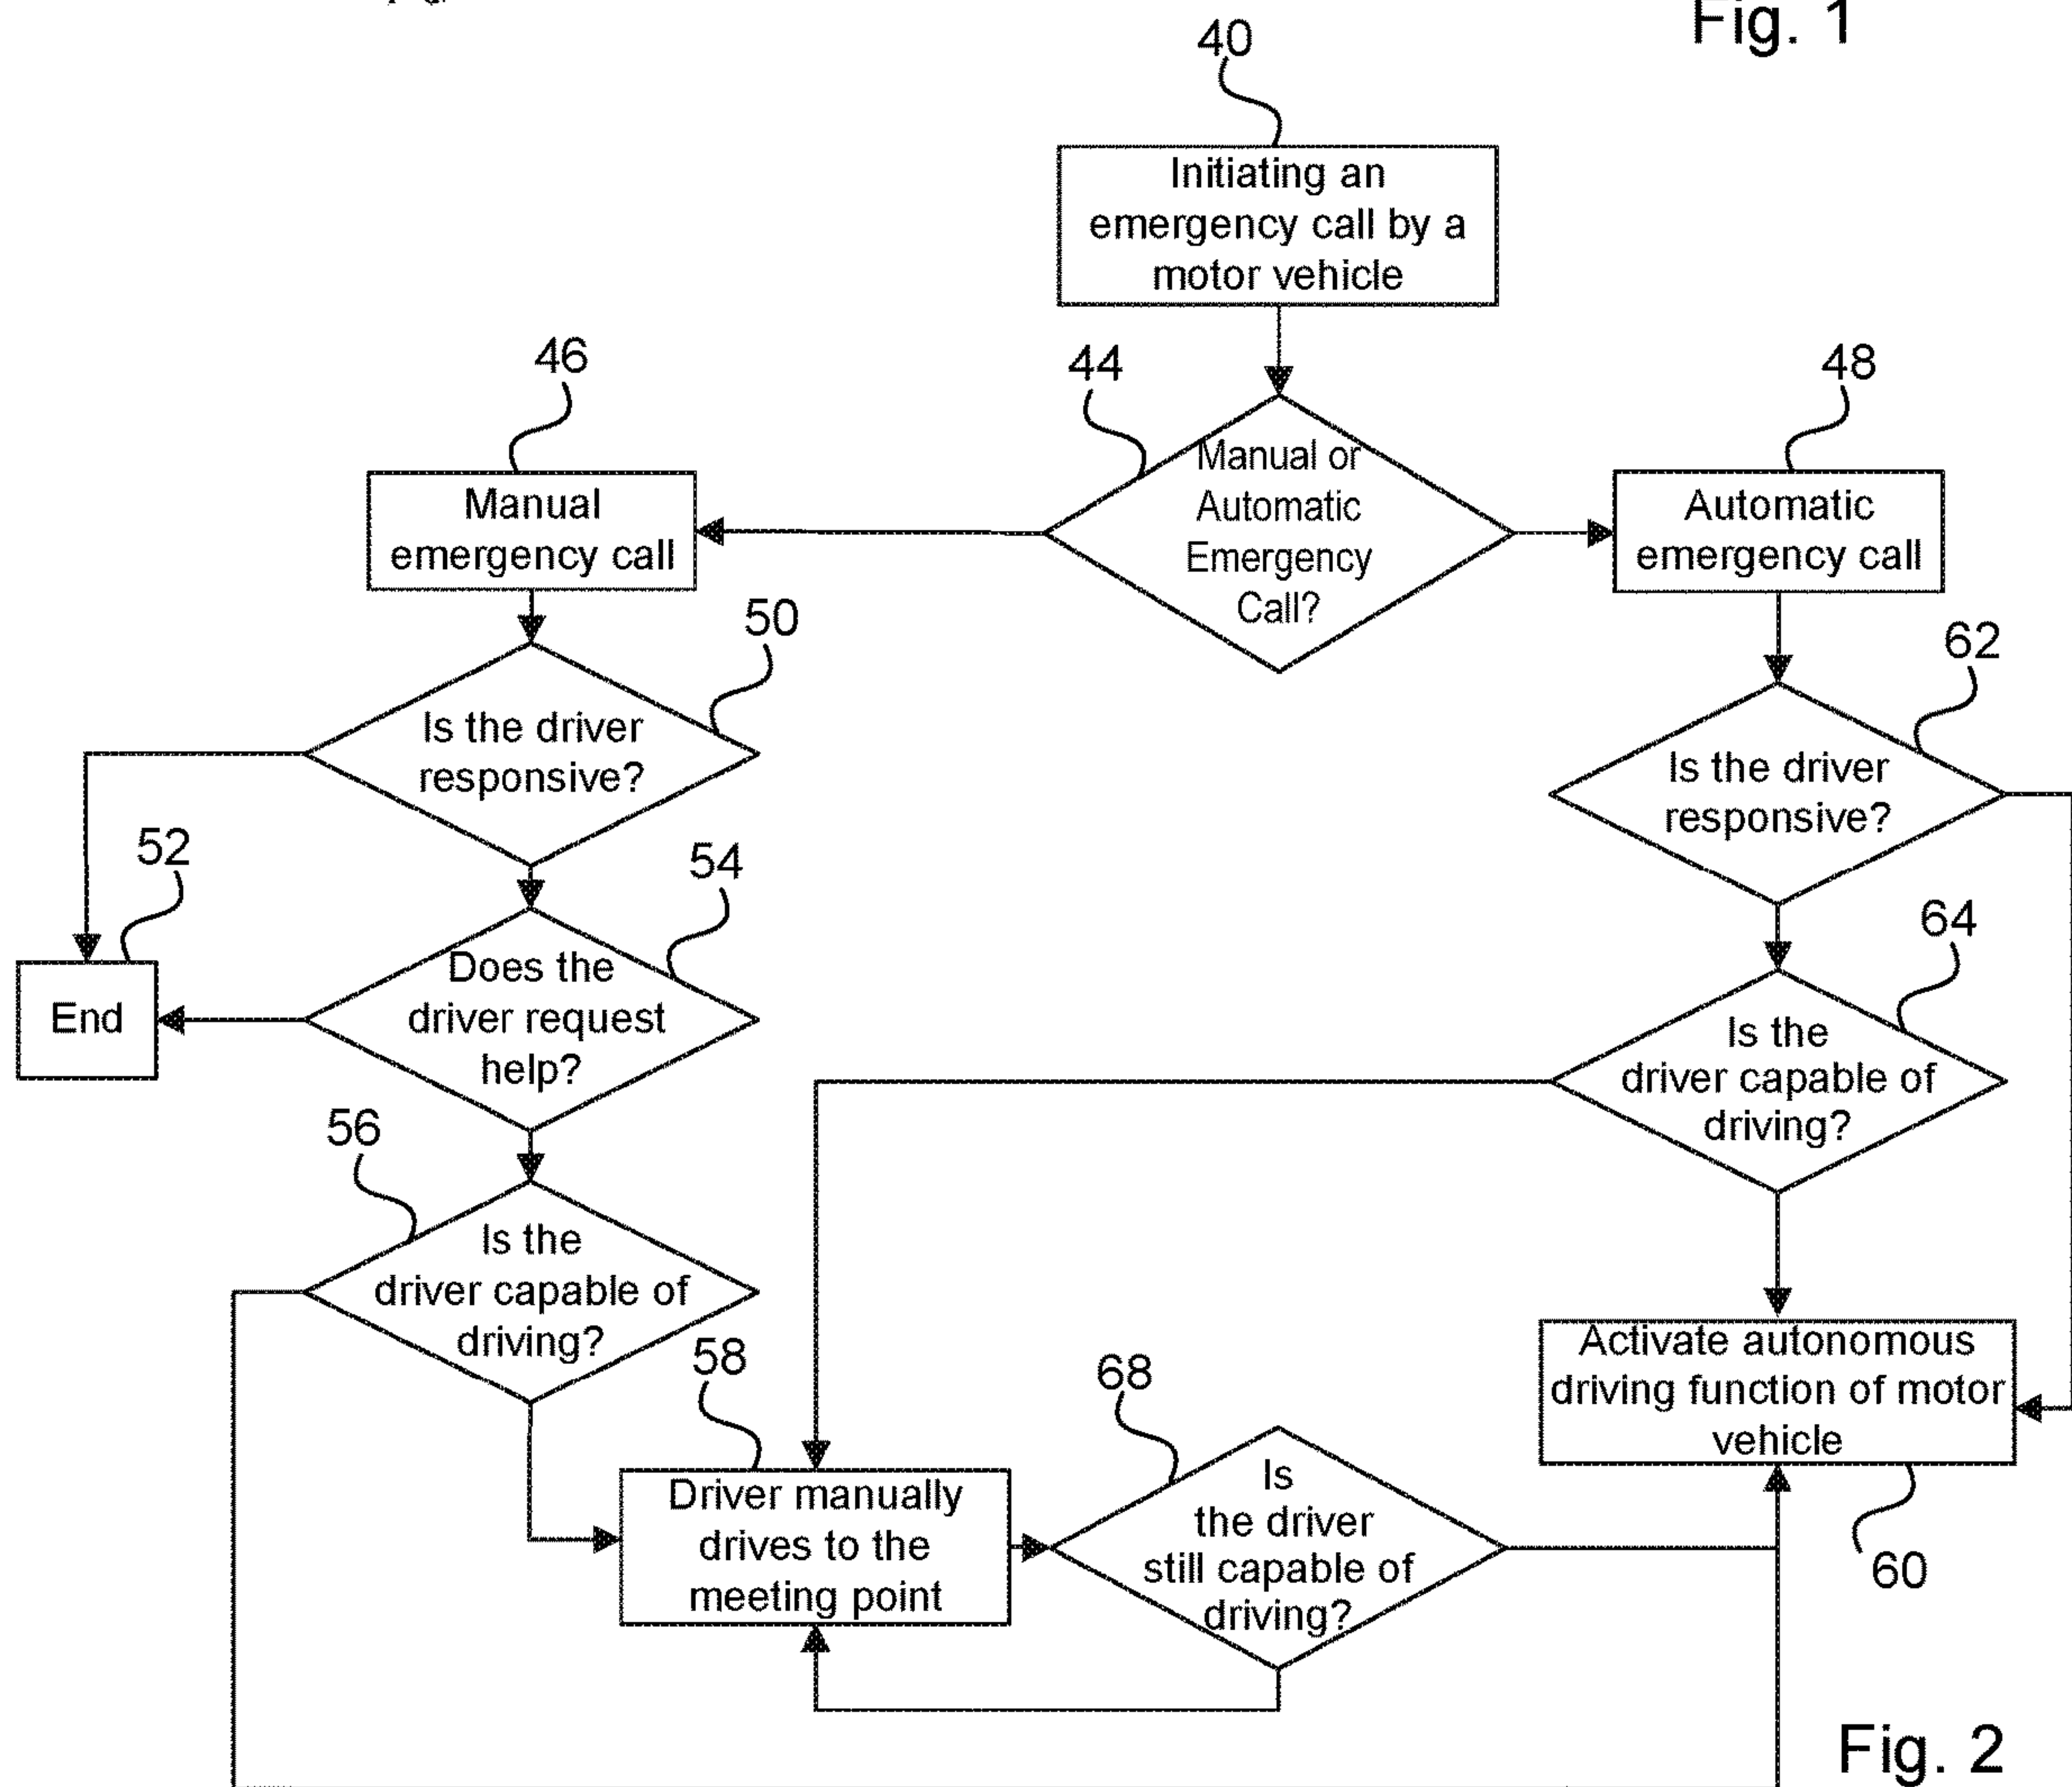 Fig. 1
40
Initiating an
emergency call by a
motor vehicle
44
Manual or
Automatic
Emergency
Call?
46
Manual
emergency call
48
Automatic
emergency call
50
Is the driver
responsive?
62
Is the driver
responsive?
52
End
54
Does the
driver request
help?
64
Is the
driver capable of
driving?
56
Is the
driver capable of
driving?
58
Driver manually
drives to the
meeting point
68
Is
the driver
still capable of
driving?
Activate autonomous
driving function of motor
vehicle
60
Fig. 2